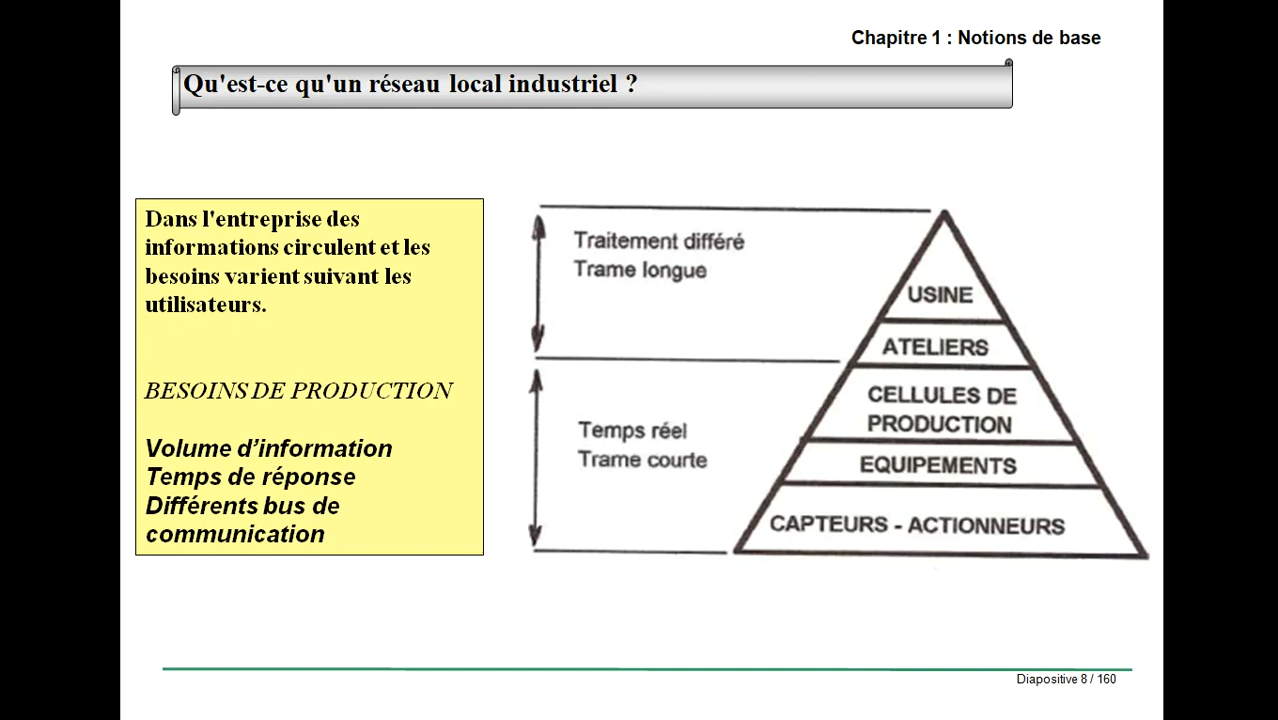 Chapitre 1 : Notions de base
Qu'est-ce qu'un réseau local industriel ?
Dans l'entreprise des
informations circulent et les
besoins varient suivant les
utilisateurs.
BESOINS DE PRODUCTION
Volume d’information
Temps de réponse
Différents bus de
communication
Traitement différé
Trame longue
Temps réel
Trame courte
USINE
ATELIERS
CELLULES DE
PRODUCTION
EQUIPEMENTS
CAPTEURS - ACTIONNEURS
Diapositive 8 / 160